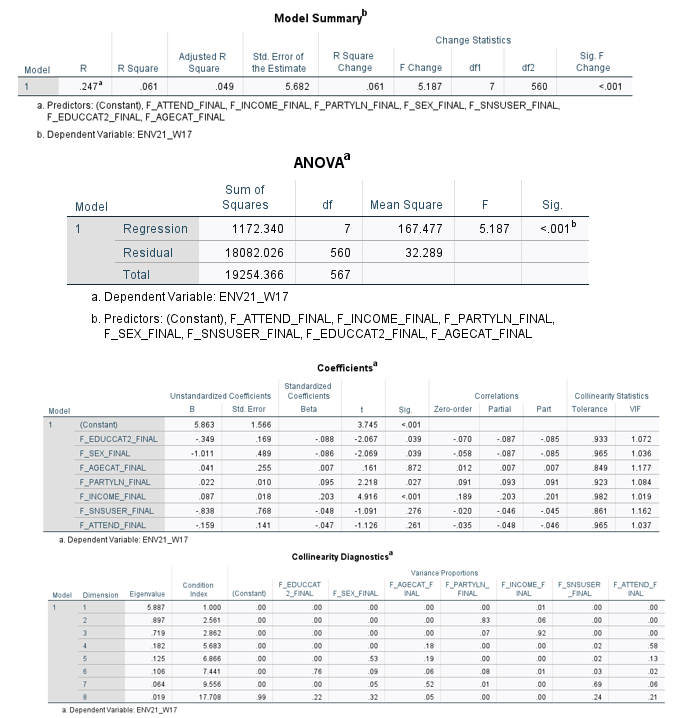 Model Summaryb
Change Statistics
Model R R Square Adjusted R Square Std. Error of the Estimate R Square Change F Change df1 df2 Sig. F Change
1 .247a .061 .049 5.682 .061 5.187 7 560 <.001
a. Predictors: (Constant), F_ATTEND_FINAL, F_INCOME_FINAL, F_PARTYLN_FINAL, F_SEX_FINAL, F_SNSUSER_FINAL,
F_EDUCCAT2_FINAL, F_AGECAT_FINAL
b. Dependent Variable: ENV21_W17
ANOVAa
Model Sum of Squares df Mean Square F Sig.
1 Regression 1172.340 7 167.477 5.187 <.001b
Residual 18082.026 560 32.289
Total 19254.366 567
a. Dependent Variable: ENV21_W17
b. Predictors: (Constant), F_ATTEND_FINAL, F_INCOME_FINAL, F_PARTYLN_FINAL,
F_SEX_FINAL, F_SNSUSER_FINAL, F_EDUCCAT2_FINAL, F_AGECAT_FINAL
Coefficientsa
Unstandardized Coefficients Standardized Coefficients Correlations Collinearity Statistics
Model B Std. Error Beta t Sig. Zero-order Partial Part Tolerance VIF
1 (Constant) 5.863 1.566 3.745 <.001
F_EDUCCAT2_FINAL -.349 .169 -.088 -2.067 .039 -.070 -.087 -.085 .933 1.072
F_SEX_FINAL -1.011 .489 -.086 -2.069 .039 -.058 -.087 -.085 .965 1.036
F_AGECAT_FINAL .041 .255 .007 .161 .872 .012 .007 .007 .849 1.177
F_PARTYLN_FINAL .022 .010 .095 2.218 .027 .091 .093 .091 .923 1.084
F_INCOME_FINAL .087 .018 .203 4.916 <.001 .189 .203 .201 .982 1.019
F_SNSUSER_FINAL -.838 .768 -.048 -1.091 .276 -.020 -.046 -.045 .861 1.162
F_ATTEND_FINAL -.159 .141 -.047 -1.126 .261 -.035 -.048 -.046 .965 1.037
a. Dependent Variable: ENV21_W17
Collinearity Diagnosticsa
Variance Proportions
Model Dimension Eigenvalue Condition Index (Constant) F_EDUCCAT2_FINAL F_SEX_FINAL F_AGECAT_FINAL F_PARTYLN_FINAL F_INCOME_FINAL F_SNSUSER_FINAL F_ATTEND_FINAL
1 1 5.887 1.000 .00 .00 .00 .00 .00 .01 .00 .00
2 .897 2.561 .00 .00 .00 .00 .83 .06 .00 .00
3 .719 2.862 .00 .00 .00 .00 .07 .92 .00 .00
4 .182 5.683 .00 .00 .00 .18 .00 .00 .02 .58
5 .125 6.866 .00 .00 .53 .19 .00 .00 .02 .13
6 .106 7.441 .00 .76 .09 .06 .08 .01 .03 .02
7 .064 9.556 .00 .00 .05 .52 .01 .00 .69 .06
8 .019 17.708 .99 .22 .32 .05 .00 .00 .24 .21
a. Dependent Variable: ENV21_W17